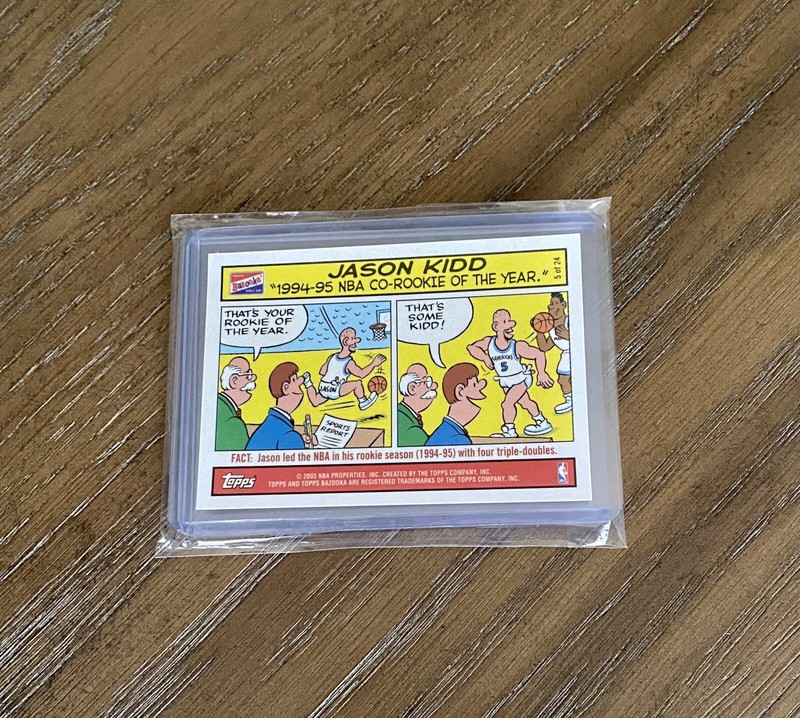 Bazooka
JASON KIDD
"1994-95 NBA CO-ROOKIE OF THE YEAR."
5 of 24
THAT'S YOUR
ROOKIE OF
THE YEAR.
JASON
SPORTS
REPORT
THAT'S
SOME
KIDD!
MAVERICKS
5
FACT: Jason led the NBA in his rookie season (1994-95) with four triple-doubles.
Topps
© 2003 NBA PROPERTIES, INC. CREATED BY THE TOPPS COMPANY, INC.
TOPPS AND TOPPS BAZOOKA ARE REGISTERED TRADEMARKS OF THE TOPPS COMPANY, INC.